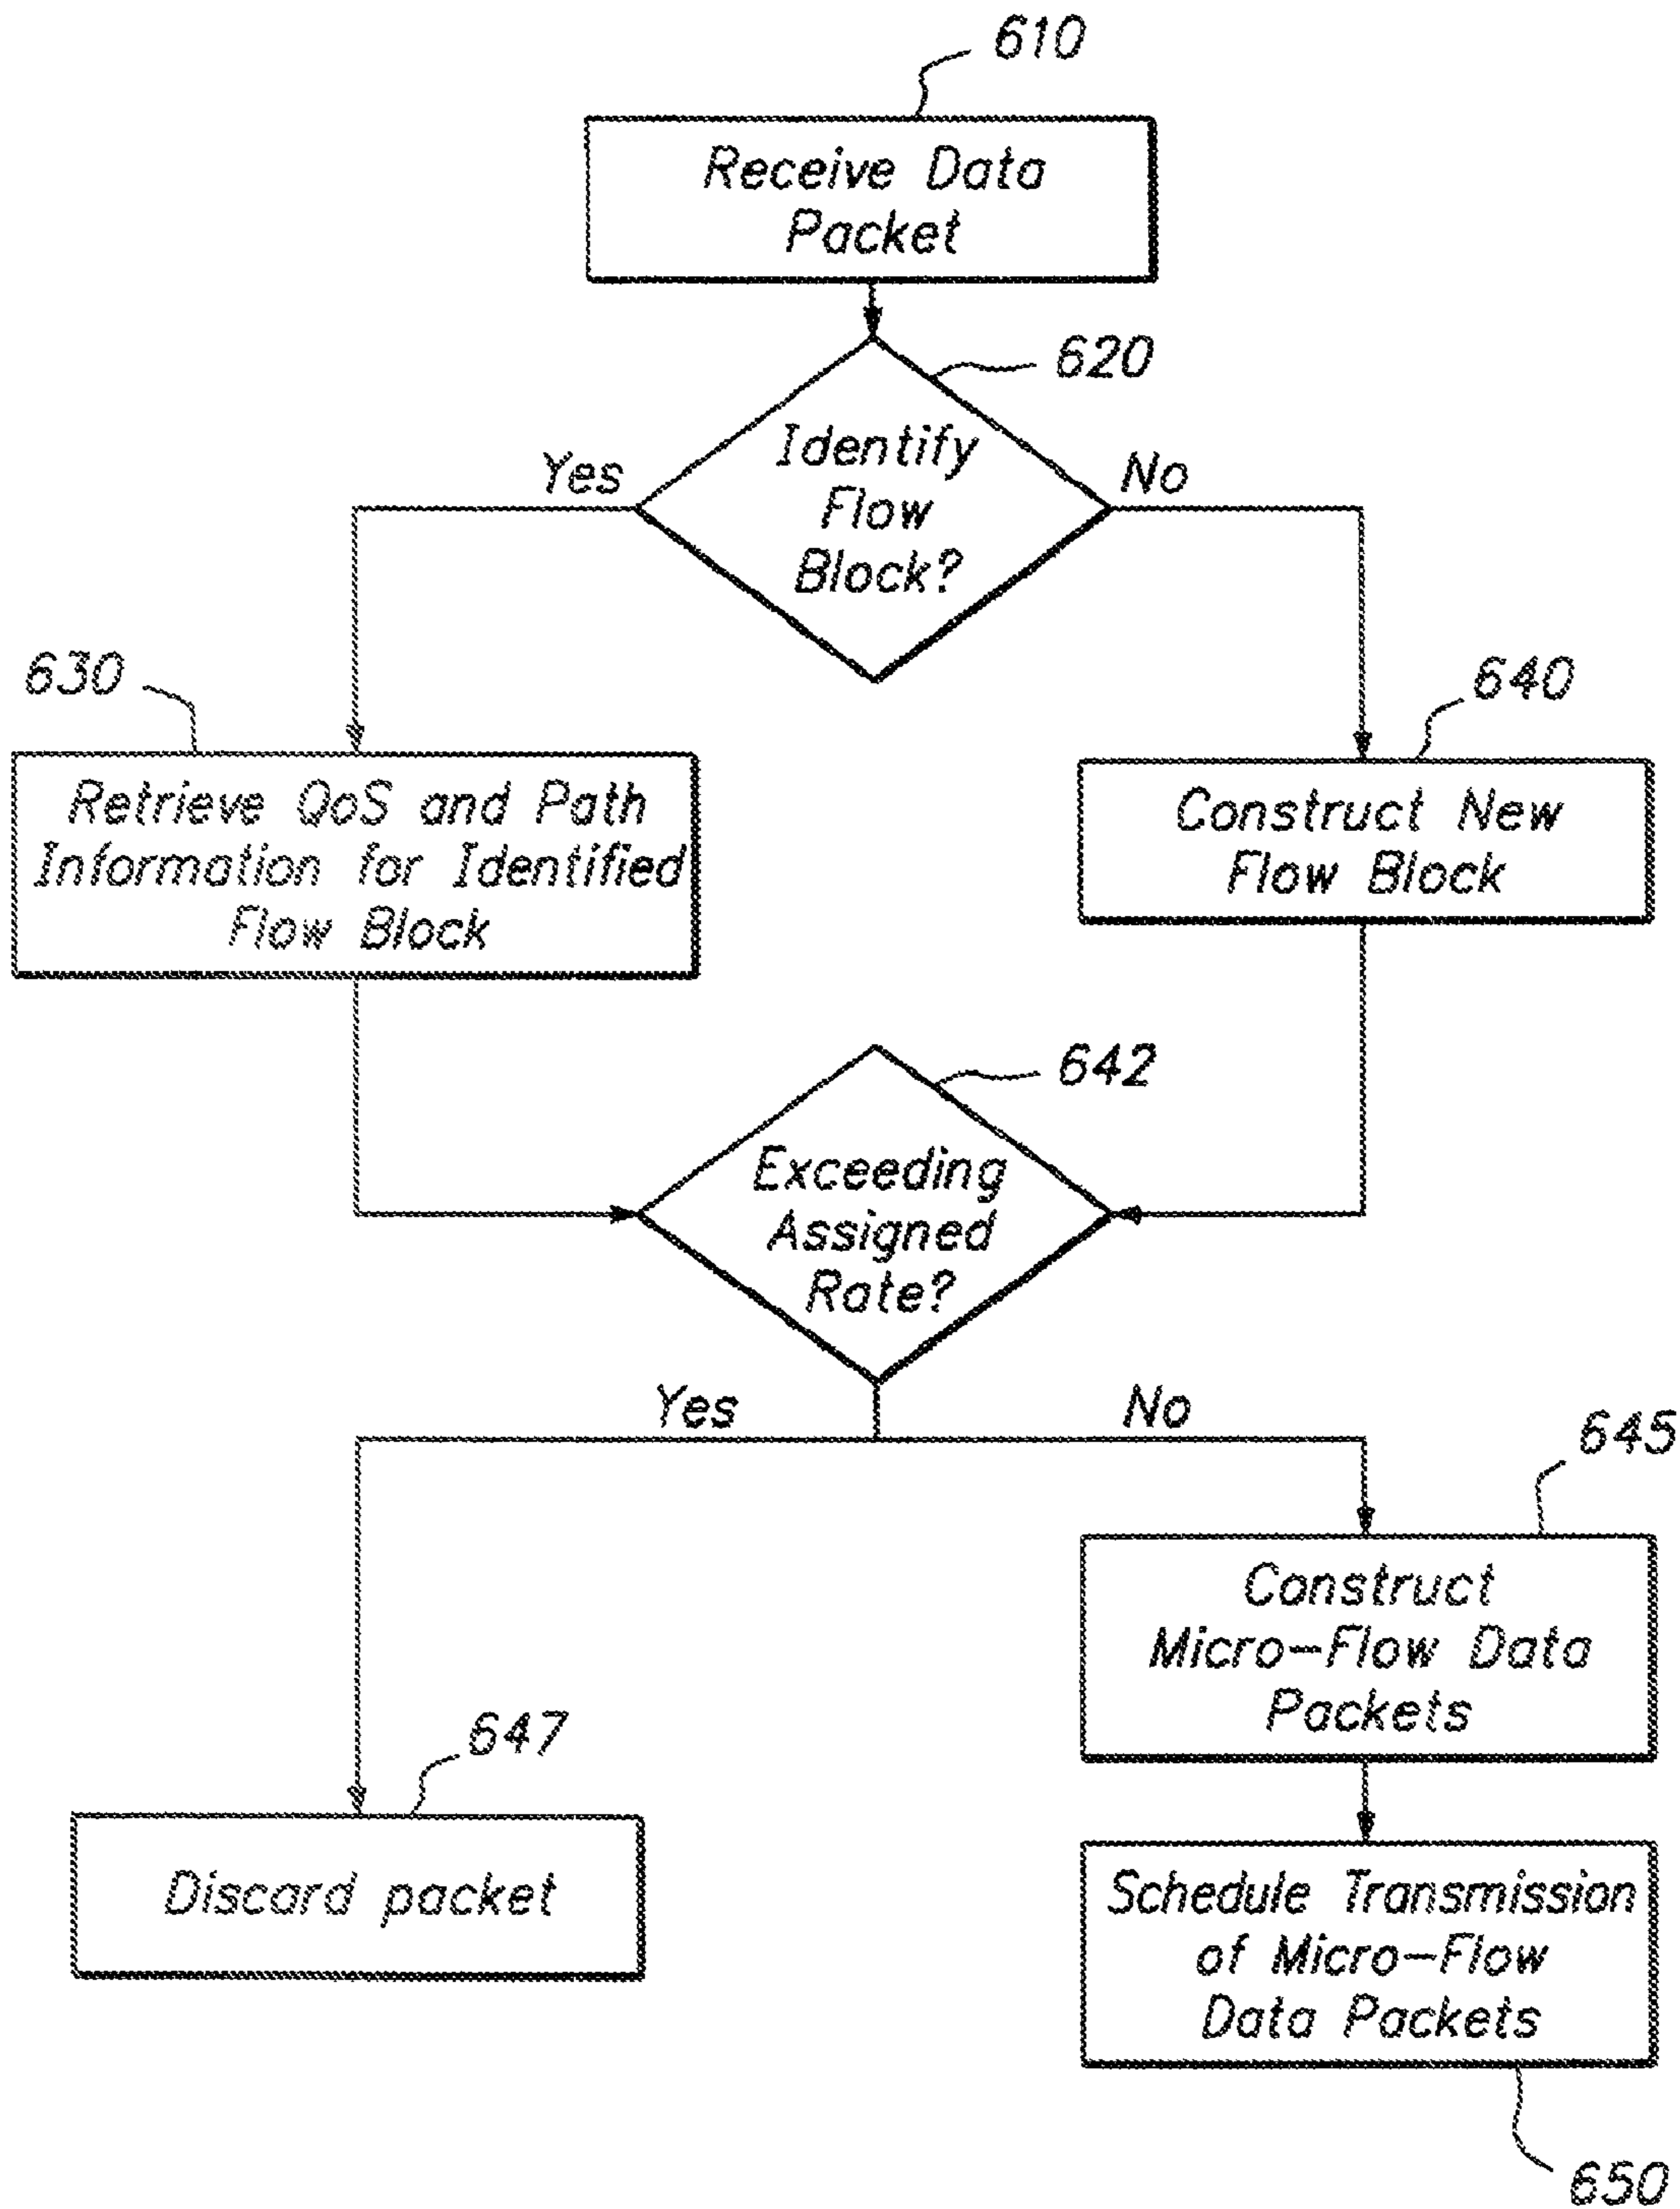 610
Receive Data
Packet
620
Identify
Flow
Block?
Yes
No
630
Retrieve QoS and Path
Information for Identified
Flow Block
640
Construct New
Flow Block
642
Exceeding
Assigned
Rate?
Yes
No
645
Construct
Micro-Flow Data
Packets
647
Discard packet
Schedule Transmission
of Micro-Flow
Data Packets
650